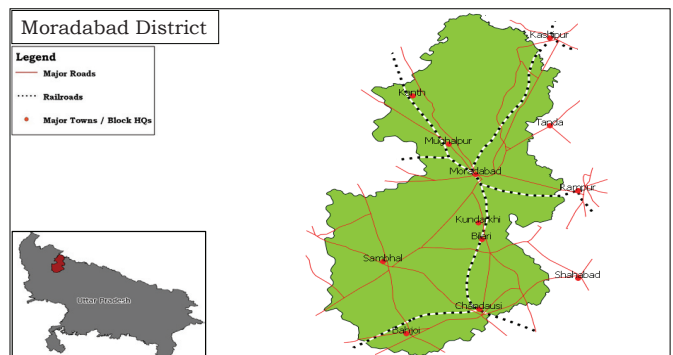 Moradabad District
Legend
Major Roads
Railroads
Major Towns / Block HQs
Kashipur
Kanth
Tanda
Mughalpur
Moradabad
Rampur
Kundarkhi
Bilari
Sambhal
Shahabad
Chandausi
Bahjoi
Uttar Pradesh